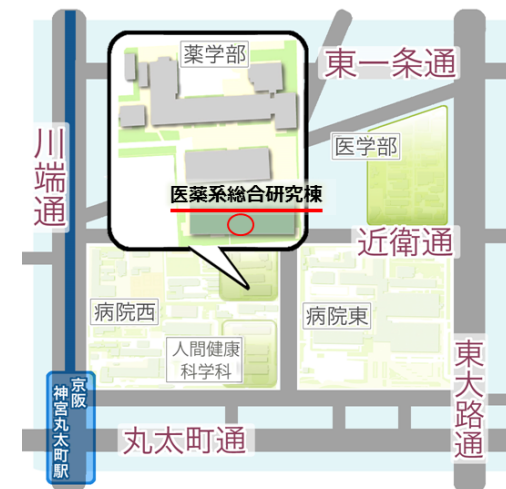 薬学部
東一条通
川端通
医学部
医薬系総合研究棟
近衛通
病院西
病院東
人間健康
科学科
東大路通
京阪
神宮丸太町駅
丸太町通